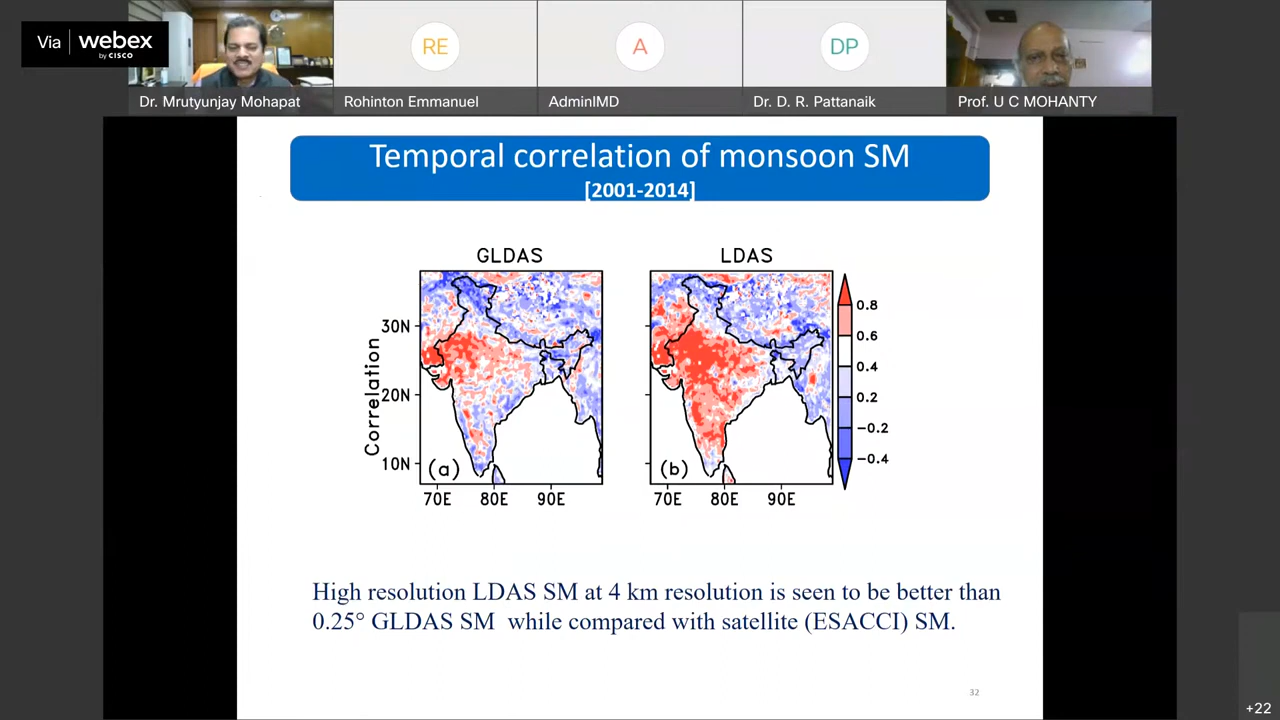 Via webex
by CISCO
RE
A
DP
Dr. Mrutyunjay Mohapat
Rohinton Emmanuel
AdminIMD
Dr. D. R. Pattanaik
Prof. U C MOHANTY
Temporal correlation of monsoon SM
[2001-2014]
GLDAS
LDAS
Correlation
30N
20N
10N
(a)
(b)
70E 80E 90E
70E 80E 90E
0.8
0.6
0.4
0.2
−0.2
−0.4
High resolution LDAS SM at 4 km resolution is seen to be better than
0.25° GLDAS SM while compared with satellite (ESACCI) SM.
32
+22